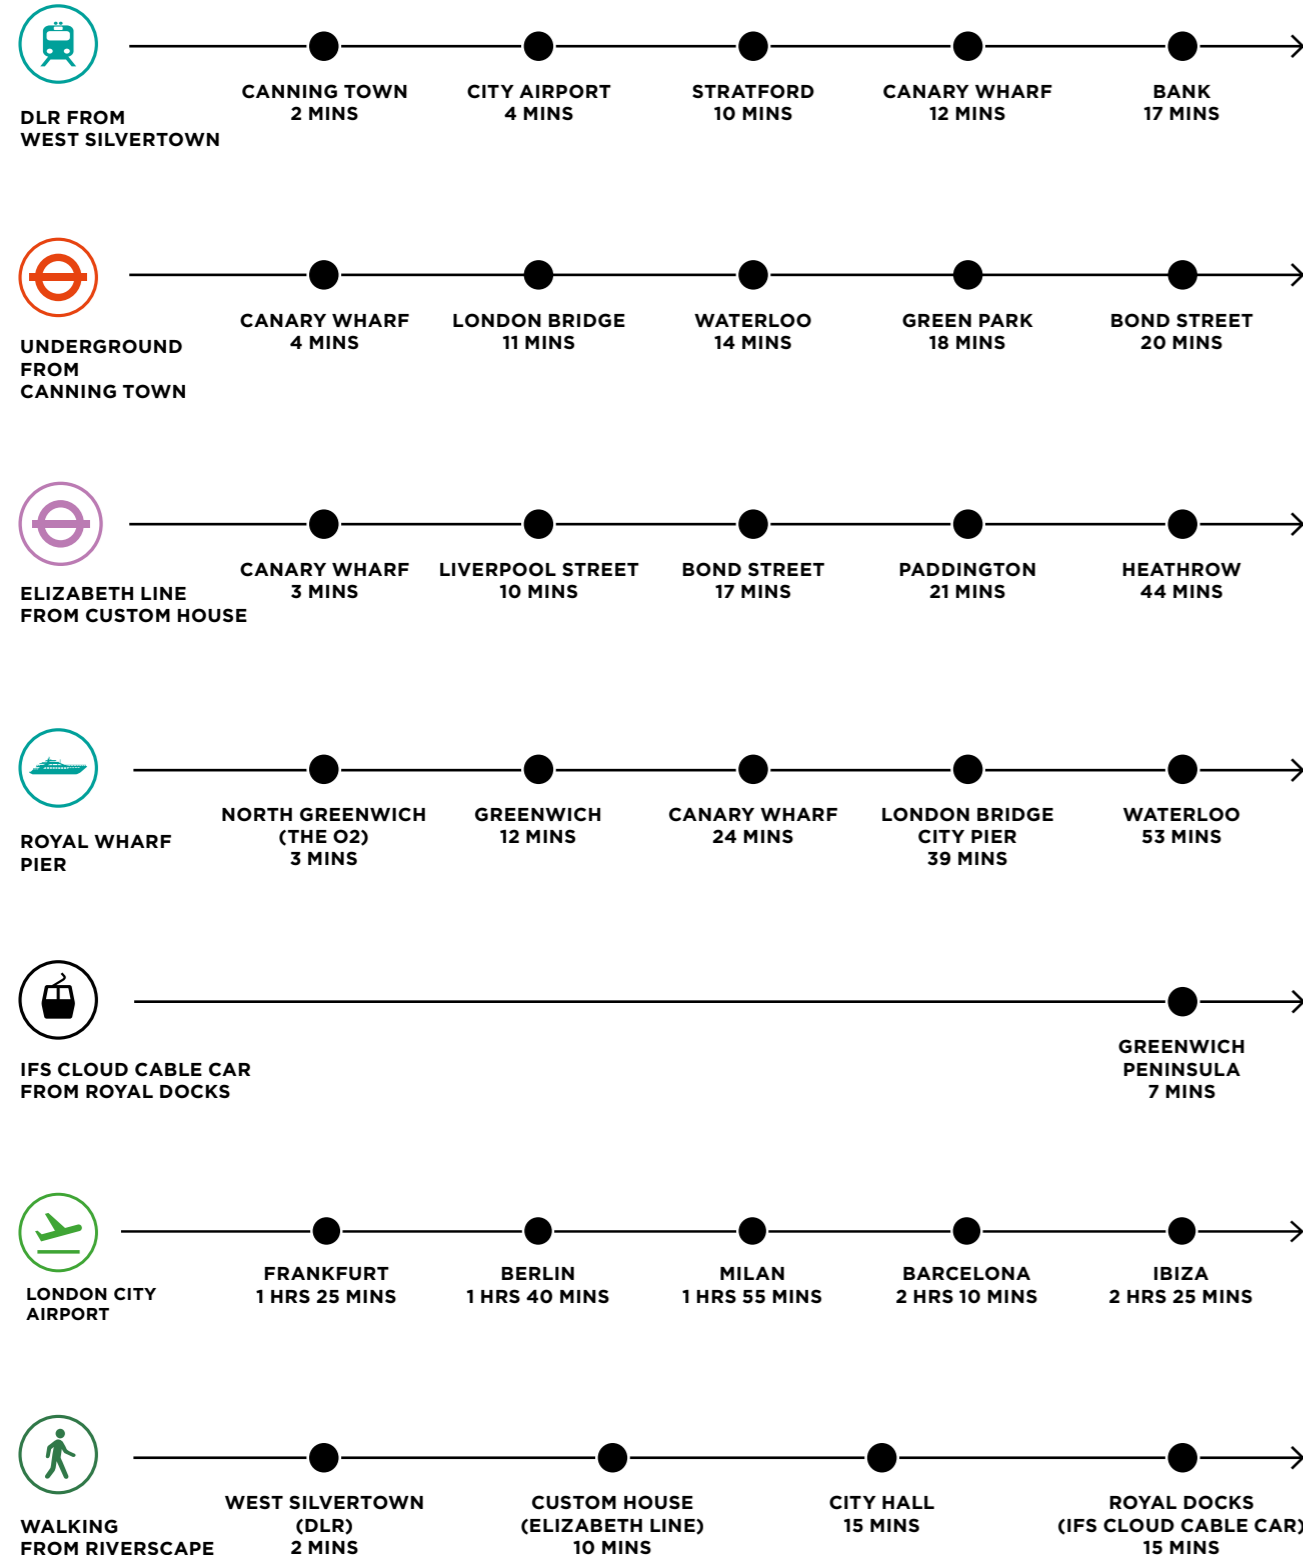 DLR FROM
WEST SILVERTOWN
CANNING TOWN
2 MINS
CITY AIRPORT
4 MINS
STRATFORD
10 MINS
CANARY WHARF
12 MINS
BANK
17 MINS
UNDERGROUND
FROM
CANNING TOWN
CANARY WHARF
4 MINS
LONDON BRIDGE
11 MINS
WATERLOO
14 MINS
GREEN PARK
18 MINS
BOND STREET
20 MINS
ELIZABETH LINE
FROM CUSTOM HOUSE
CANARY WHARF
3 MINS
LIVERPOOL STREET
10 MINS
BOND STREET
17 MINS
PADDINGTON
21 MINS
HEATHROW
44 MINS
ROYAL WHARF
PIER
NORTH GREENWICH
(THE O2)
3 MINS
GREENWICH
12 MINS
CANARY WHARF
24 MINS
LONDON BRIDGE
CITY PIER
39 MINS
WATERLOO
53 MINS
IFS CLOUD CABLE CAR
FROM ROYAL DOCKS
GREENWICH
PENINSULA
7 MINS
LONDON CITY
AIRPORT
FRANKFURT
1 HRS 25 MINS
BERLIN
1 HRS 40 MINS
MILAN
1 HRS 55 MINS
BARCELONA
2 HRS 10 MINS
IBIZA
2 HRS 25 MINS
WALKING
FROM RIVERSCAPE
WEST SILVERTOWN
(DLR)
2 MINS
CUSTOM HOUSE
(ELIZABETH LINE)
10 MINS
CITY HALL
15 MINS
ROYAL DOCKS
(IFS CLOUD CABLE CAR)
15 MINS